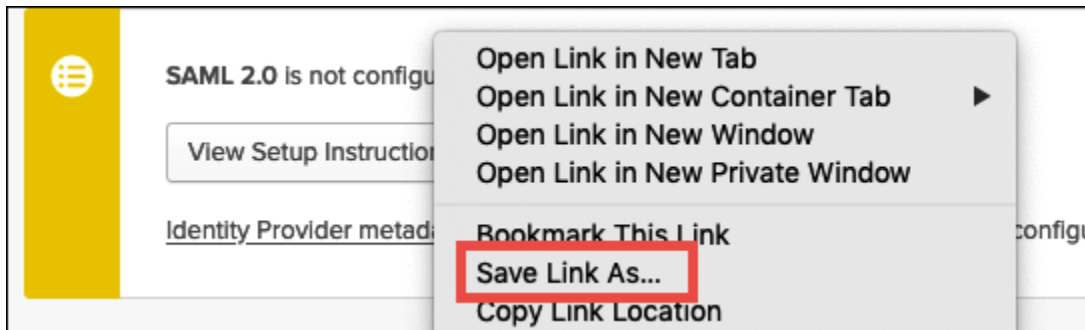 Open Link in New Tab
SAML 2.0 is not configu
Open Link in New Container Tab
Open Link in New Window
View Setup Instruction
Open Link in New Private Window
Identity Provider metada
Bookmark This Link
configu
Save Link As...
Copy Link Location